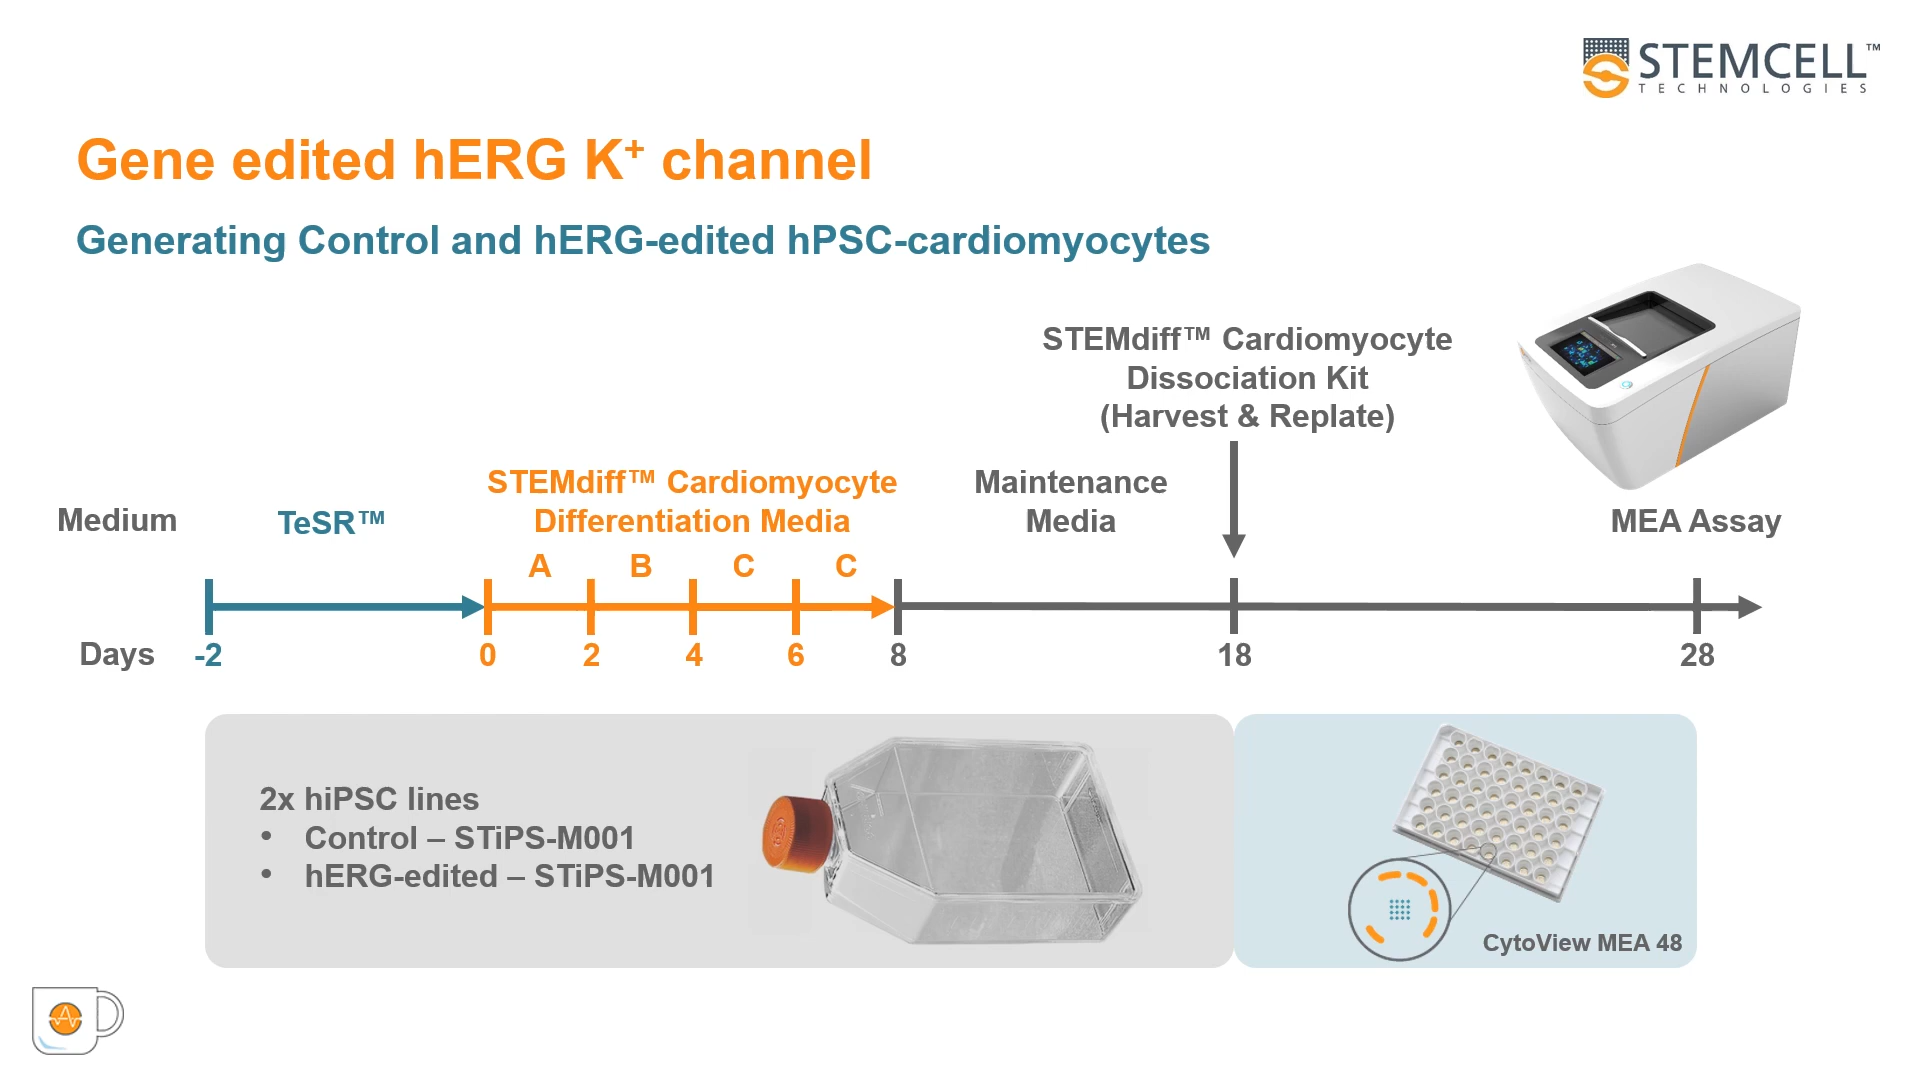 STEMCELL™
TECHNOLOGIES
Gene edited hERG K⁺ channel
Generating Control and hERG-edited hPSC-cardiomyocytes
STEMdiff™ Cardiomyocyte
Dissociation Kit
(Harvest & Replate)
Medium
TeSR™
STEMdiff™ Cardiomyocyte
Differentiation Media
Maintenance
Media
MEA Assay
A B C C
Days -2 0 2 4 6 8 18 28
2x hiPSC lines
• Control – STiPS-M001
• hERG-edited – STiPS-M001
CytoView MEA 48